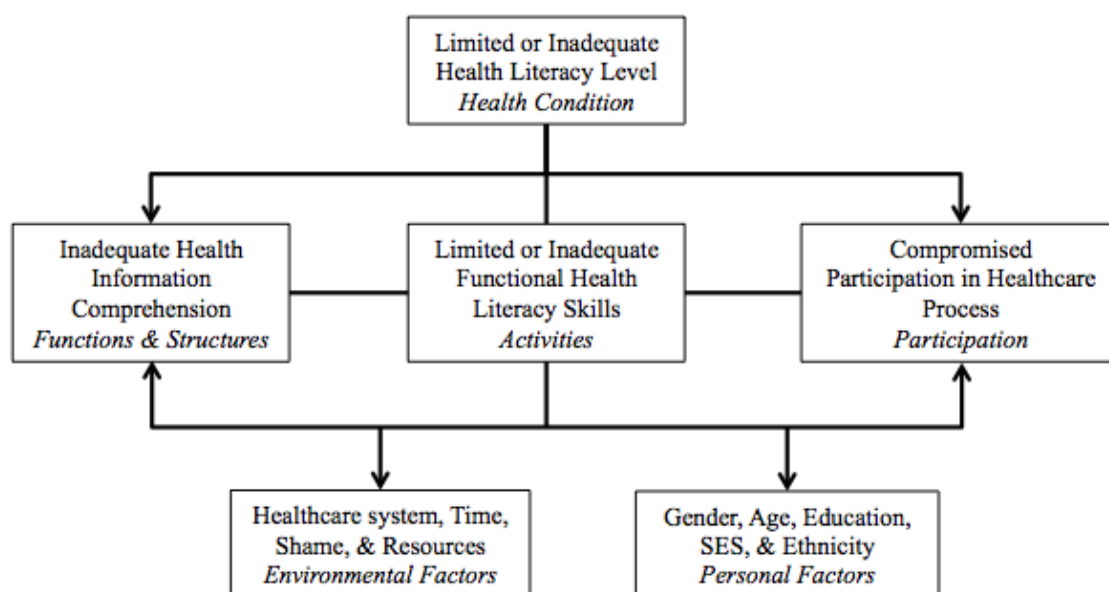 Limited or Inadequate
Health Literacy Level
Health Condition
Inadequate Health
Information
Comprehension
Functions & Structures
Limited or Inadequate
Functional Health
Literacy Skills
Activities
Compromised
Participation in Healthcare
Process
Participation
Healthcare system, Time,
Shame, & Resources
Environmental Factors
Gender, Age, Education,
SES, & Ethnicity
Personal Factors